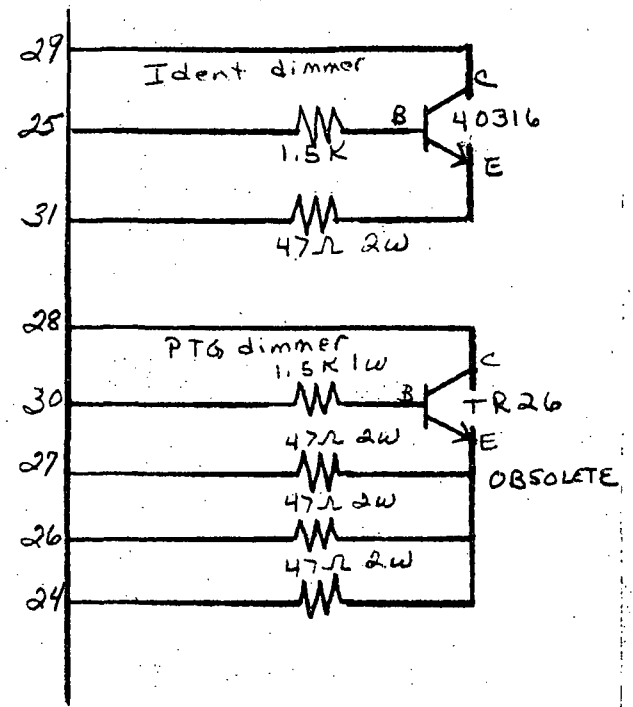 29
Ident dimmer
C
25
B
40316
1.5K
E
31
47Ω 2W
28
PTG dimmer
C
1.5K 1W
30
B
TR26
E
47Ω 2W
27
OBSOLETE
47Ω 2W
26
47Ω 2W
24